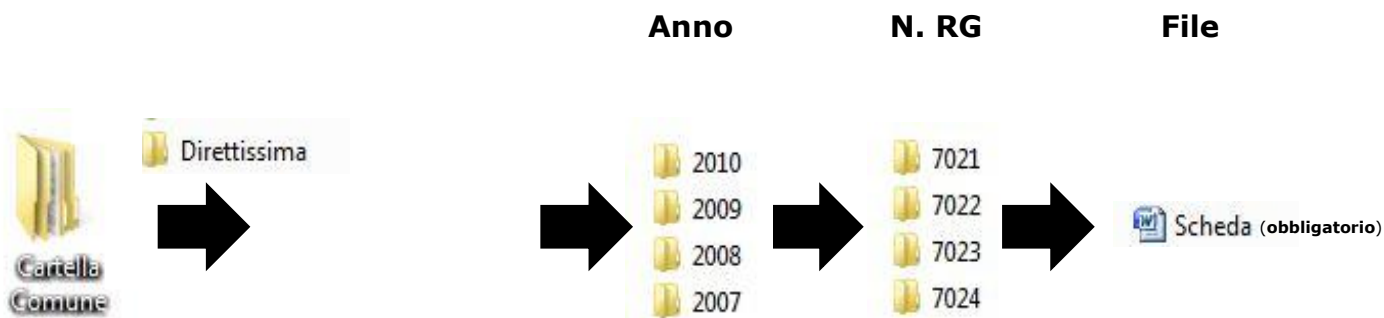 Anno N. RG File
Direttissima
Cartella
Comune
2010
2009
2008
2007
7021
7022
7023
7024
Scheda (obbligatorio)